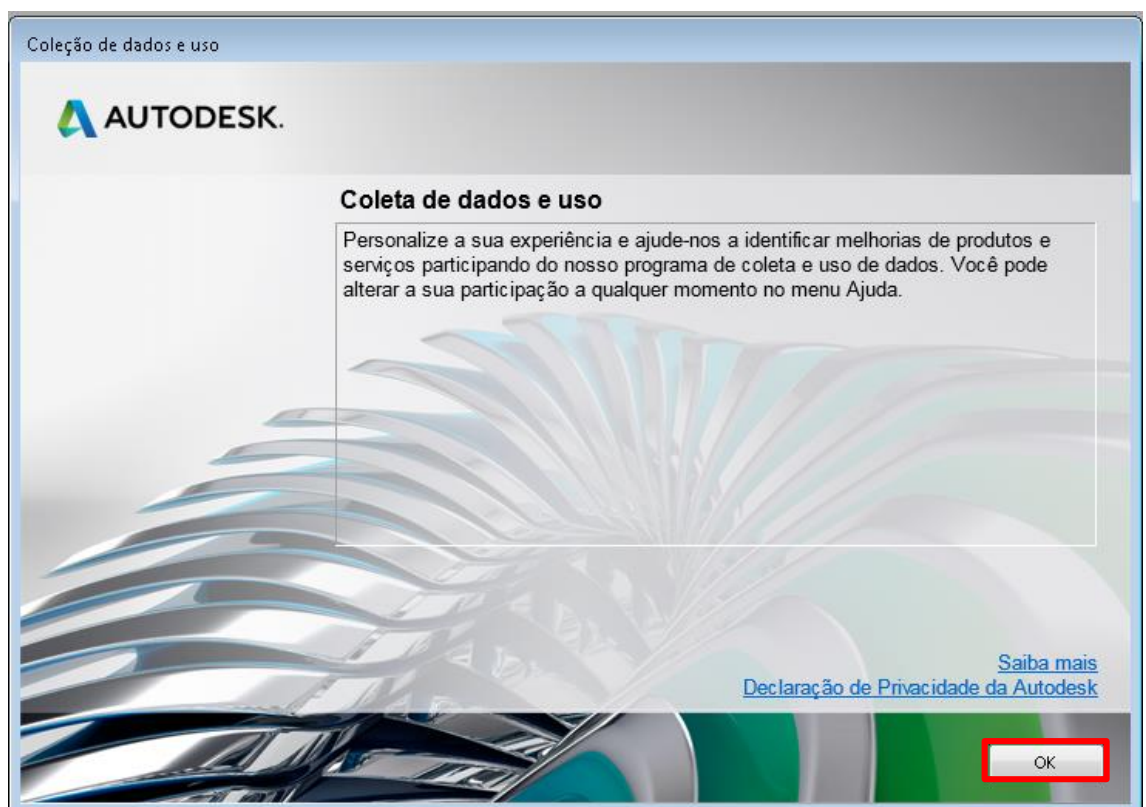 Coleção de dados e uso
AUTODESK.
Coleta de dados e uso
Personalize a sua experiência e ajude-nos a identificar melhorias de produtos e
serviços participando do nosso programa de coleta e uso de dados. Você pode
alterar a sua participação a qualquer momento no menu Ajuda.
Saiba mais
Declaração de Privacidade da Autodesk
OK